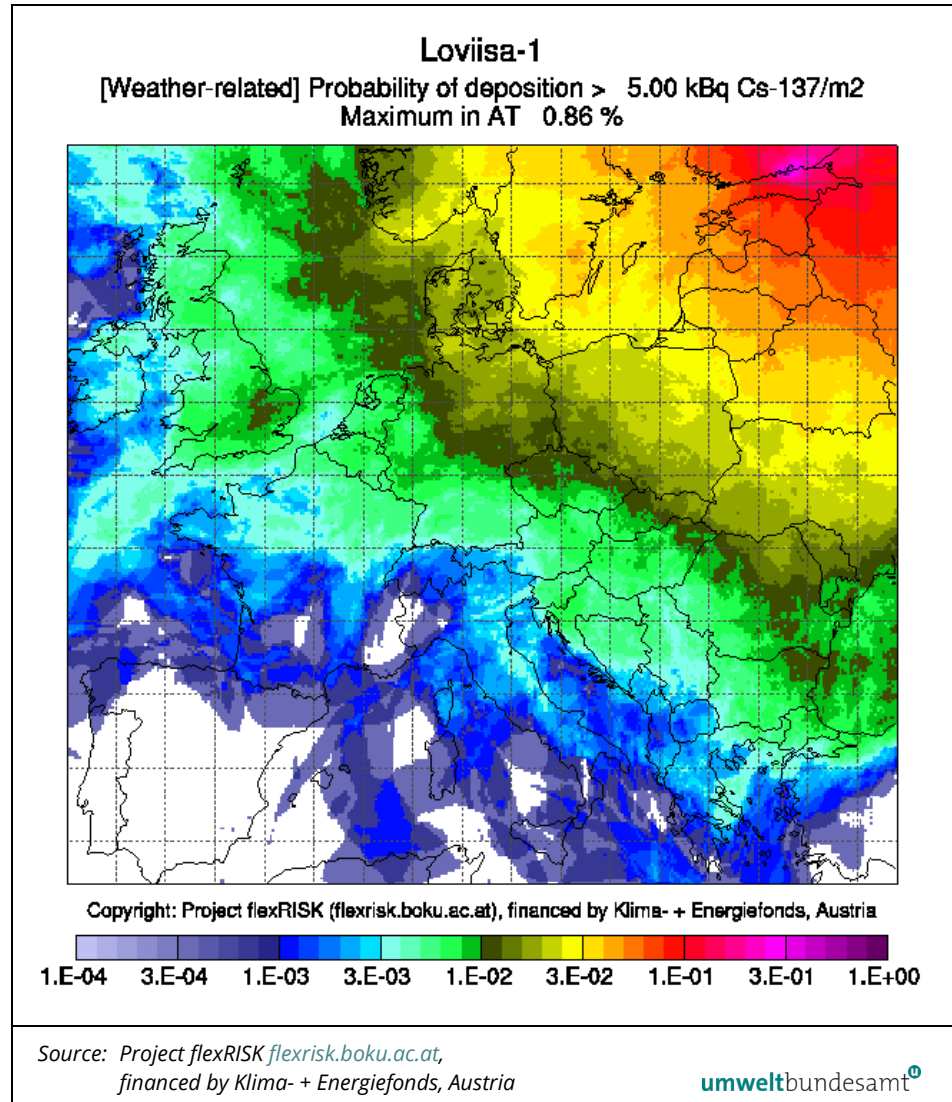 Loviisa-1
[Weather-related] Probability of deposition > 5.00 kBq Cs-137/m2
Maximum in AT 0.86 %
Copyright: Project flexRISK (flexrisk.boku.ac.at), financed by Klima- + Energiefonds, Austria
1.E-04 3.E-04 1.E-03 3.E-03 1.E-02 3.E-02 1.E-01 3.E-01 1.E+00
Source: Project flexRISK flexrisk.boku.ac.at,
financed by Klima- + Energiefonds, Austria
umweltbundesamt u